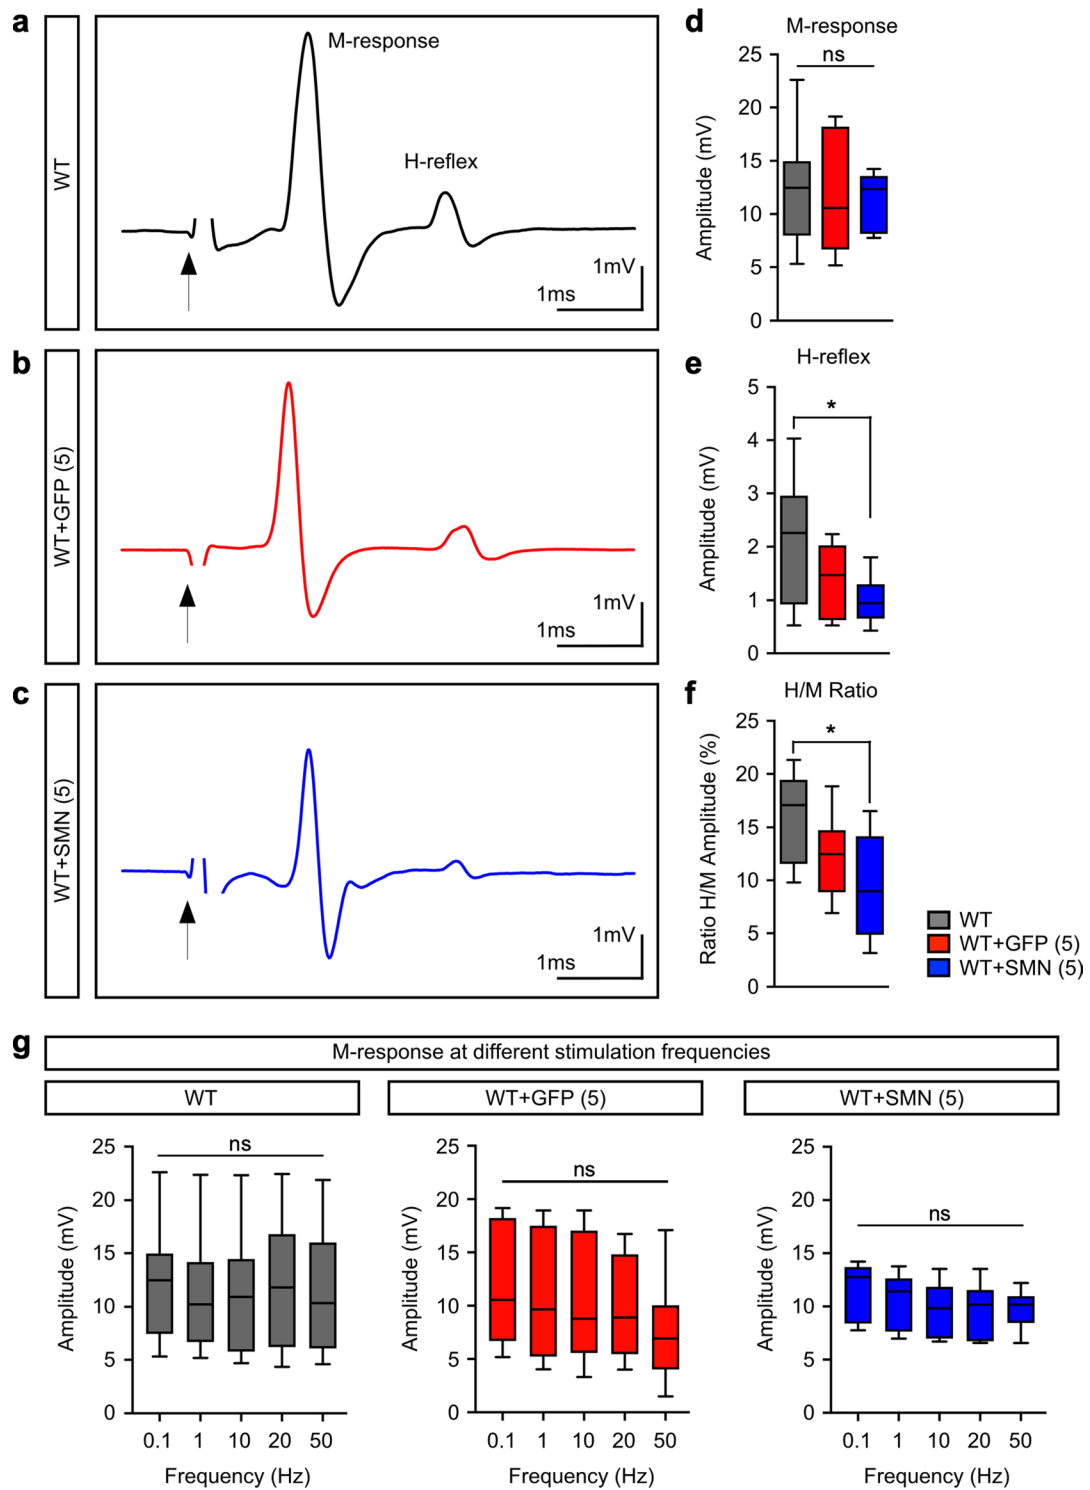 a
WT
M-response
H-reflex
1mV
1ms
b
WT+GFP (5)
1mV
1ms
c
WT+SMN (5)
1mV
1ms
d
M-response
ns
Amplitude (mV)
25
20
15
10
5
0
e
H-reflex
*
Amplitude (mV)
5
4
3
2
1
0
f
H/M Ratio
*
Ratio H/M Amplitude (%)
25
20
15
10
5
0
WT
WT+GFP (5)
WT+SMN (5)
g
M-response at different stimulation frequencies
WT
ns
Amplitude (mV)
25
20
15
10
5
0
0.1 1 10 20 50
Frequency (Hz)
WT+GFP (5)
ns
Amplitude (mV)
25
20
15
10
5
0
0.1 1 10 20 50
Frequency (Hz)
WT+SMN (5)
ns
Amplitude (mV)
25
20
15
10
5
0
0.1 1 10 20 50
Frequency (Hz)